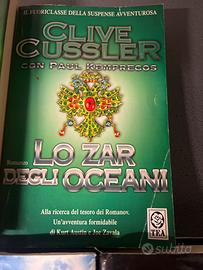 IL FUORICLASSE DELLA SUSPENSE AVVENTUROSA
CLIVE
CUSSLER
CON PAUL KEMPRECOS
Romanzo
LO ZAR
DEGLI OCEANI
Alla ricerca del tesoro dei Romanov.
Un'avventura formidabile
di Kurt Austin e Joe Zavala
TEA
subito